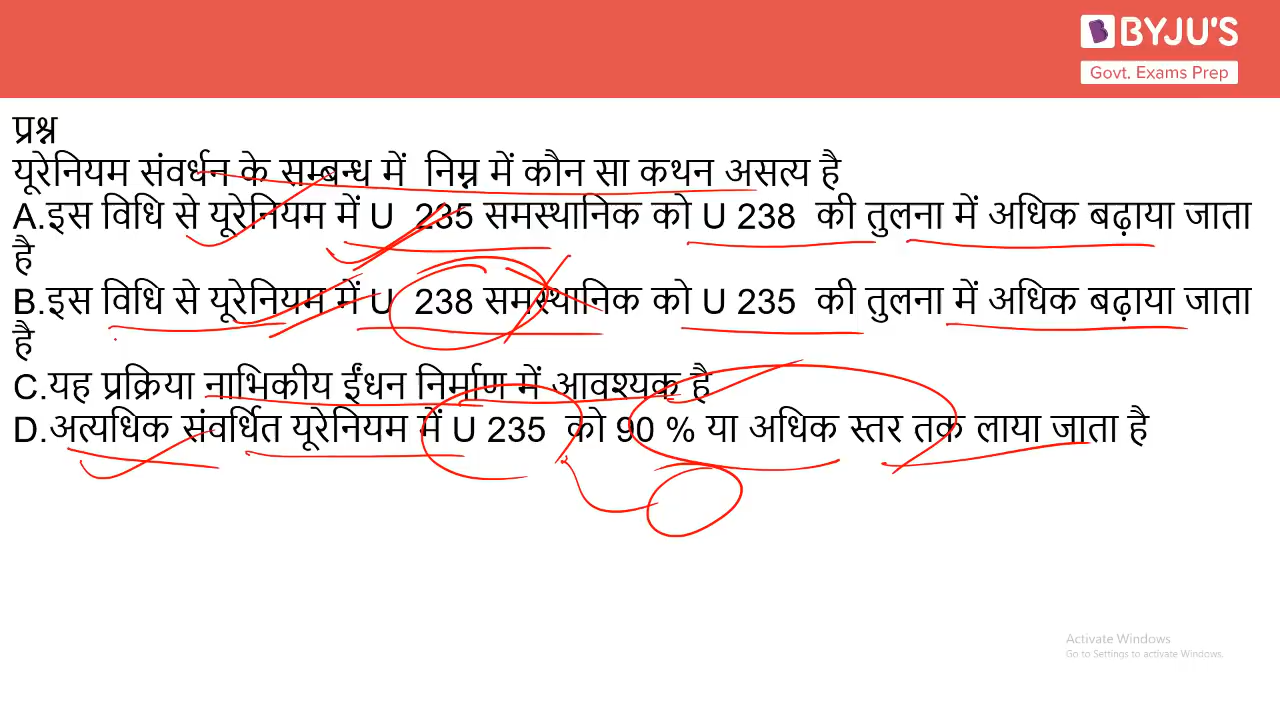 BYJU'S
Govt. Exams Prep
प्रश्न
यूरेनियम संवर्धन के सम्बन्ध में निम्न में कौन सा कथन असत्य है
A.इस विधि से यूरेनियम में U 235 समस्थानिक को U 238 की तुलना में अधिक बढ़ाया जाता
है
B.इस विधि से यूरेनियम में U 238 समस्थानिक को U 235 की तुलना में अधिक बढ़ाया जाता
है
C.यह प्रक्रिया नाभिकीय ईंधन निर्माण में आवश्यक है
D.अत्यधिक संवर्धित यूरेनियम में U 235 को 90 % या अधिक स्तर तक लाया जाता है
Activate Windows
Go to Settings to activate Windows.